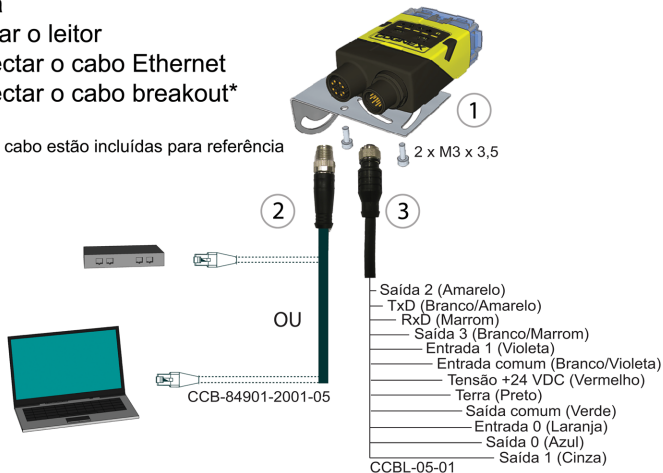 ar o leitor
ectar o cabo Ethernet
ectar o cabo breakout*
cabo estão incluídas para referência
1
2 x M3 x 3,5
2
3
OU
Saída 2 (Amarelo)
TxD (Branco/Amarelo)
RxD (Marrom)
Saída 3 (Branco/Marrom)
Entrada 1 (Violeta)
Entrada comum (Branco/Violeta)
Tensão +24 VDC (Vermelho)
Terra (Preto)
Saída comum (Verde)
Entrada 0 (Laranja)
Saída 0 (Azul)
Saída 1 (Cinza)
CCB-84901-2001-05
CCBL-05-01